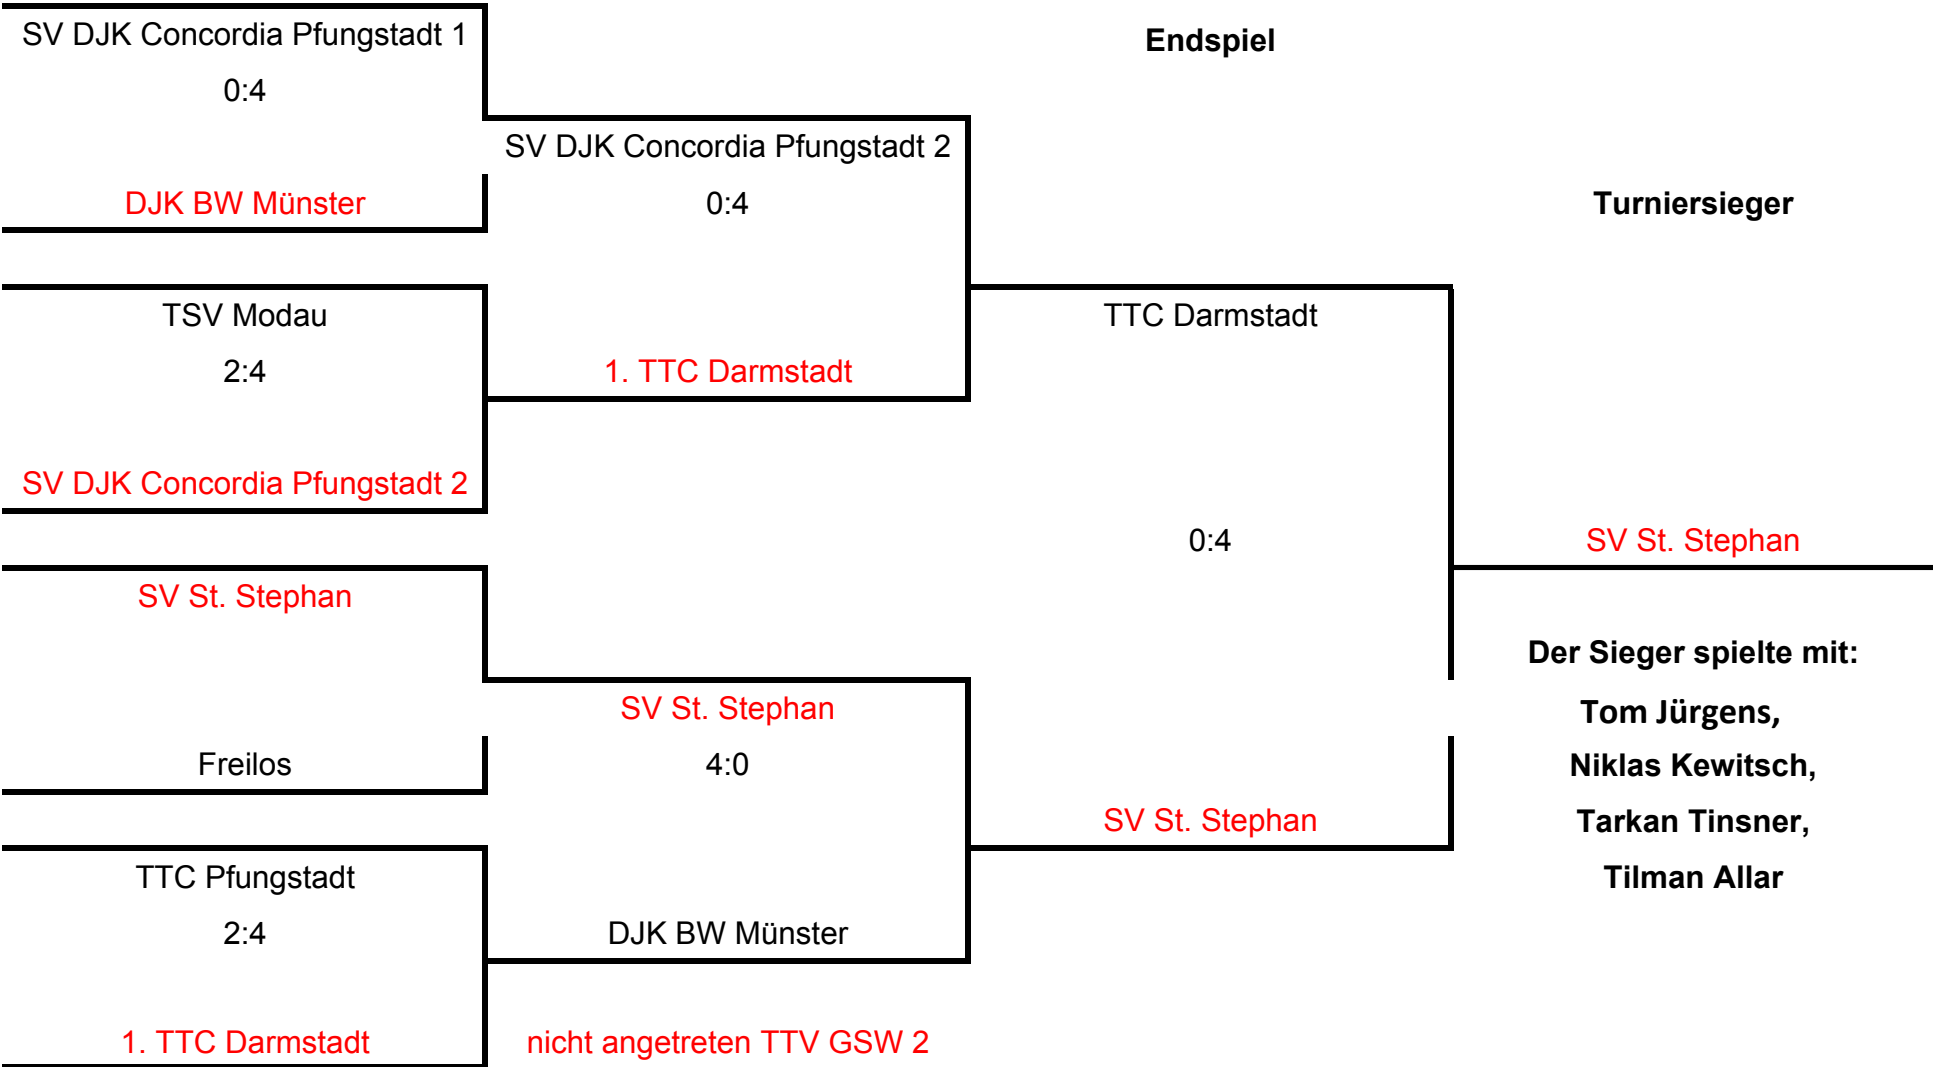 SV DJK Concordia Pfungstadt 1
0:4
DJK BW Münster
TSV Modau
2:4
SV DJK Concordia Pfungstadt 2
SV St. Stephan
Freilos
TTC Pfungstadt
2:4
1. TTC Darmstadt
SV DJK Concordia Pfungstadt 2
0:4
1. TTC Darmstadt
SV St. Stephan
4:0
DJK BW Münster
nicht angetreten TTV GSW 2
Endspiel
TTC Darmstadt
0:4
SV St. Stephan
Turniersieger
SV St. Stephan
Der Sieger spielte mit:
Tom Jürgens,
Niklas Kewitsch,
Tarkan Tinsner,
Tilman Allar